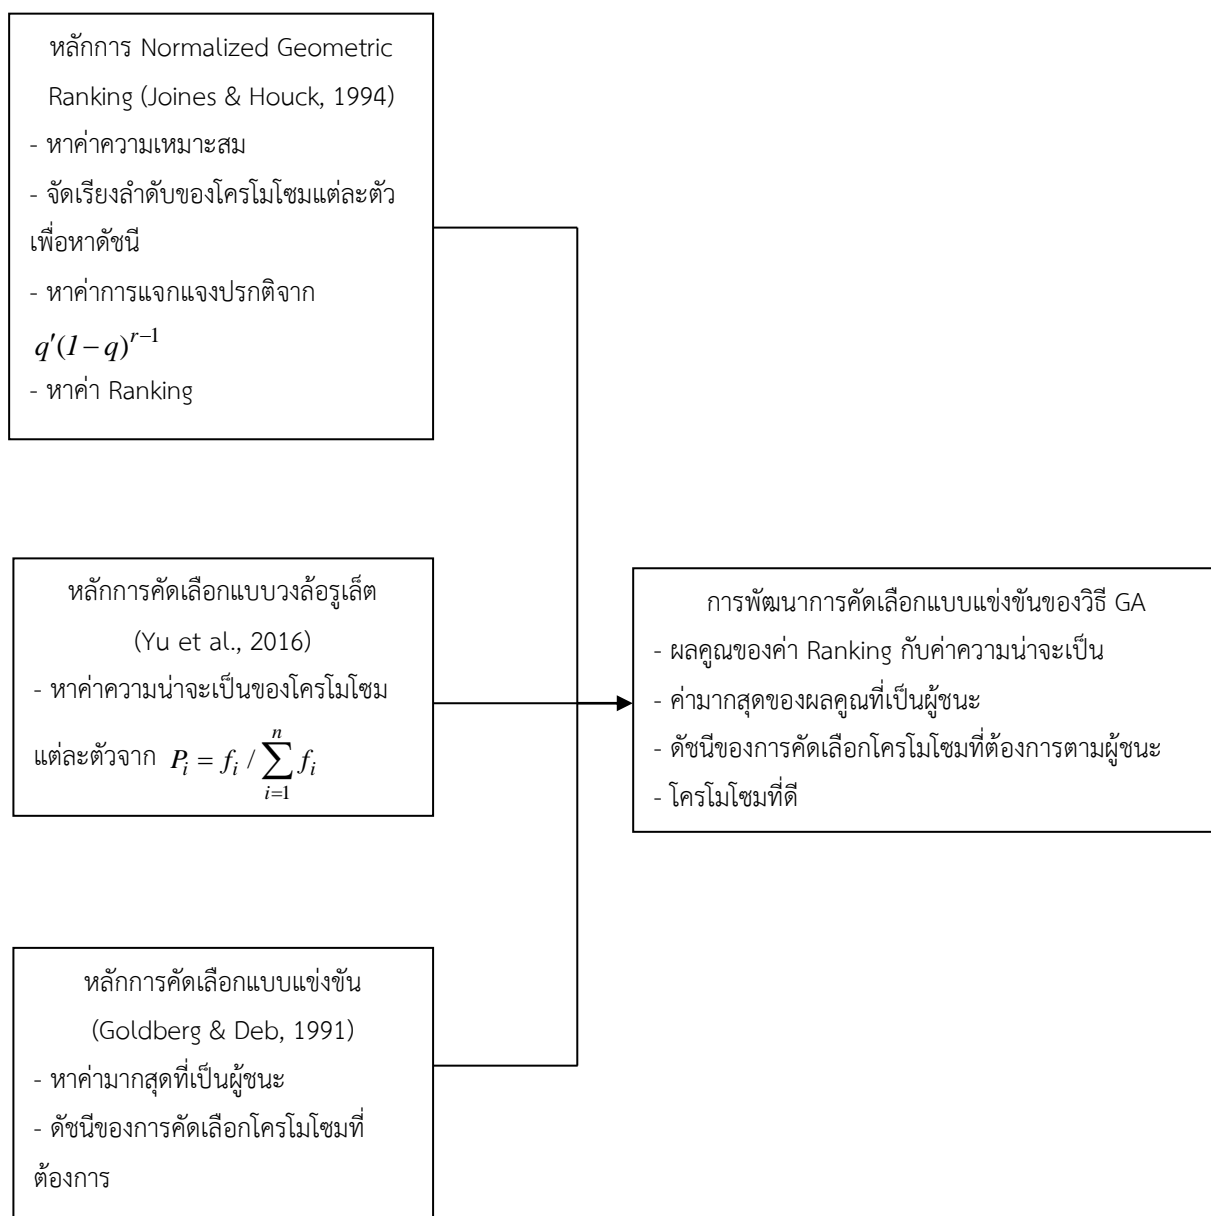 หลักการ Normalized Geometric
Ranking (Joines & Houck, 1994)
- หาค่าความเหมาะสม
- จัดเรียงลำดับของโครโมโซมแต่ละตัว
เพื่อหาดัชนี
- หาค่าการแจกแจงปรกติจาก
q′(1−q)^{r−1}
- หาค่า Ranking
หลักการคัดเลือกแบบวงล้อรูเล็ต
(Yu et al., 2016)
- หาค่าความน่าจะเป็นของโครโมโซม
แต่ละตัวจาก P_i = f_i / \sum_{i=1}^{n} f_i
หลักการคัดเลือกแบบแข่งขัน
(Goldberg & Deb, 1991)
- หาค่ามากสุดที่เป็นผู้ชนะ
- ดัชนีของการคัดเลือกโครโมโซมที่
ต้องการ
การพัฒนาการคัดเลือกแบบแข่งขันของวิธี GA
- ผลคูณของค่า Ranking กับค่าความน่าจะเป็น
- ค่ามากสุดของผลคูณที่เป็นผู้ชนะ
- ดัชนีของการคัดเลือกโครโมโซมที่ต้องการตามผู้ชนะ
- โครโมโซมที่ดี